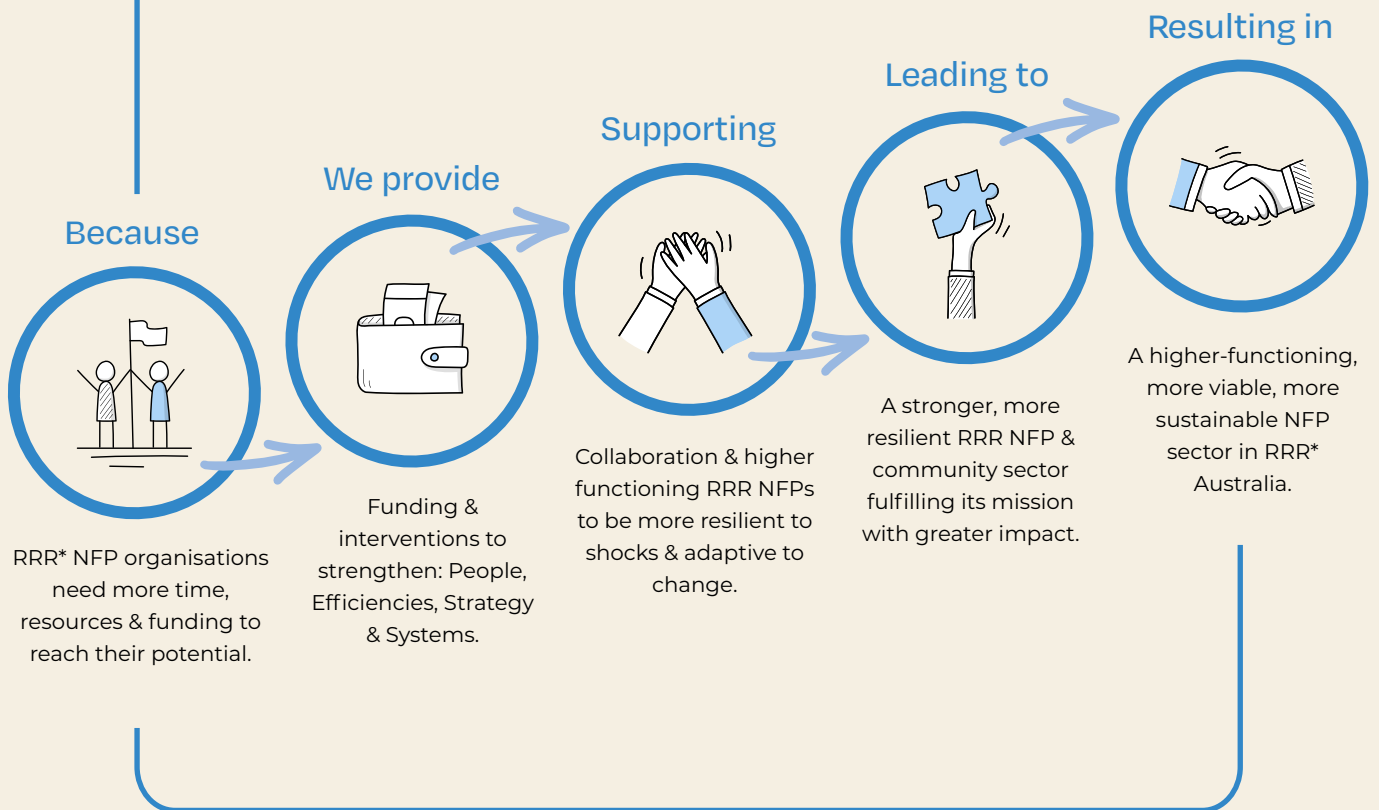 Because
RRR* NFP organisations
need more time,
resources & funding to
reach their potential.
We provide
Funding &
interventions to
strengthen: People,
Efficiencies, Strategy
& Systems.
Supporting
Collaboration & higher
functioning RRR NFPs
to be more resilient to
shocks & adaptive to
change.
Leading to
A stronger, more
resilient RRR NFP &
community sector
fulfilling its mission
with greater impact.
Resulting in
A higher-functioning,
more viable, more
sustainable NFP
sector in RRR*
Australia.